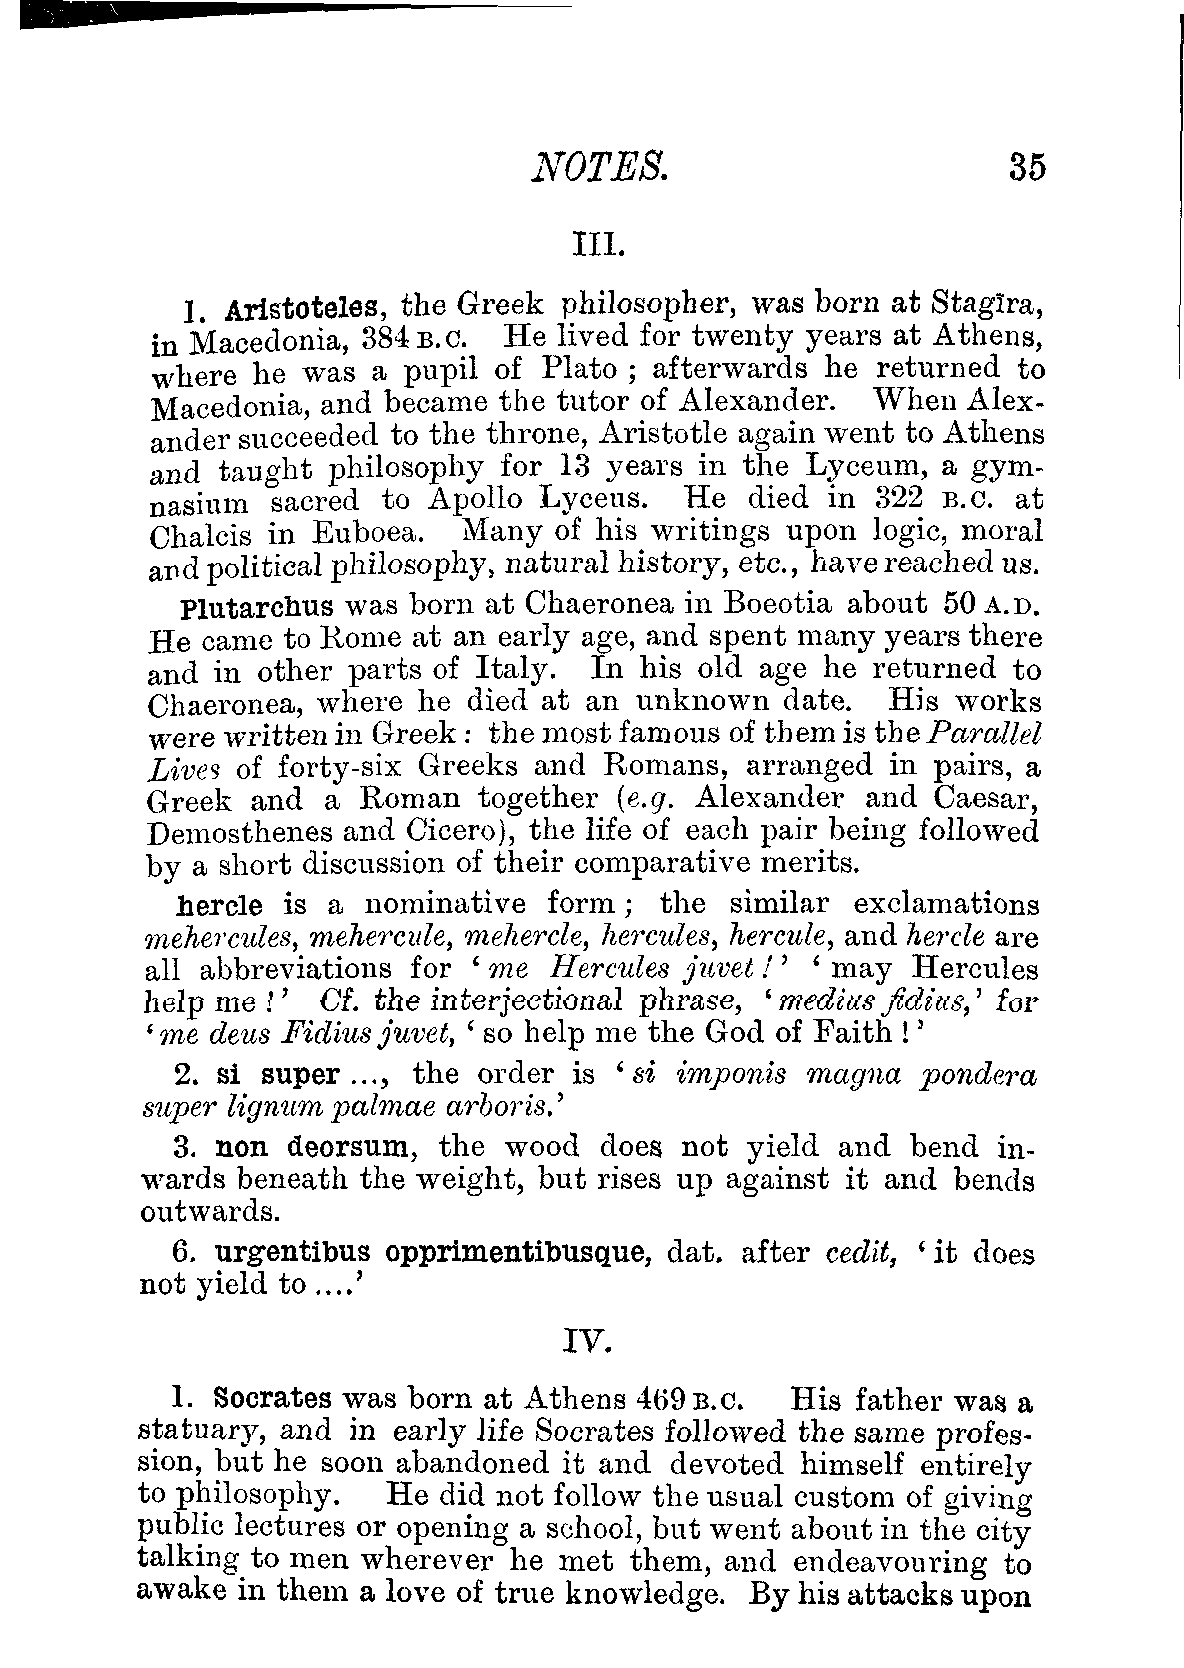 NOTES. 35
III.
1. Aristoteles, the Greek philosopher, was born at Stagīra,
in Macedonia, 384 B.C. He lived for twenty years at Athens,
where he was a pupil of Plato ; afterwards he returned to
Macedonia, and became the tutor of Alexander. When Alex-
ander succeeded to the throne, Aristotle again went to Athens
and taught philosophy for 13 years in the Lyceum, a gym-
nasium sacred to Apollo Lyceus. He died in 322 B.C. at
Chalcis in Euboea. Many of his writings upon logic, moral
and political philosophy, natural history, etc., have reached us.
Plutarchus was born at Chaeronea in Boeotia about 50 A.D.
He came to Rome at an early age, and spent many years there
and in other parts of Italy. In his old age he returned to
Chaeronea, where he died at an unknown date. His works
were written in Greek : the most famous of them is the Parallel
Lives of forty-six Greeks and Romans, arranged in pairs, a
Greek and a Roman together (e.g. Alexander and Caesar,
Demosthenes and Cicero), the life of each pair being followed
by a short discussion of their comparative merits.
hercle is a nominative form ; the similar exclamations
mehercules, mehercule, mehercle, hercules, hercule, and hercle are
all abbreviations for ' me Hercules juvet ! ' ' may Hercules
help me ! ' Cf. the interjectional phrase, ' medius fidius,' for
' me deus Fidius juvet, ' so help me the God of Faith ! '
2. si super ..., the order is ' si imponis magna pondera
super lignum palmae arboris.'
3. non deorsum, the wood does not yield and bend in-
wards beneath the weight, but rises up against it and bends
outwards.
6. urgentibus opprimentibusque, dat. after cedit, ' it does
not yield to ....'
IV.
1. Socrates was born at Athens 469 B.C. His father was a
statuary, and in early life Socrates followed the same profes-
sion, but he soon abandoned it and devoted himself entirely
to philosophy. He did not follow the usual custom of giving
public lectures or opening a school, but went about in the city
talking to men wherever he met them, and endeavouring to
awake in them a love of true knowledge. By his attacks upon